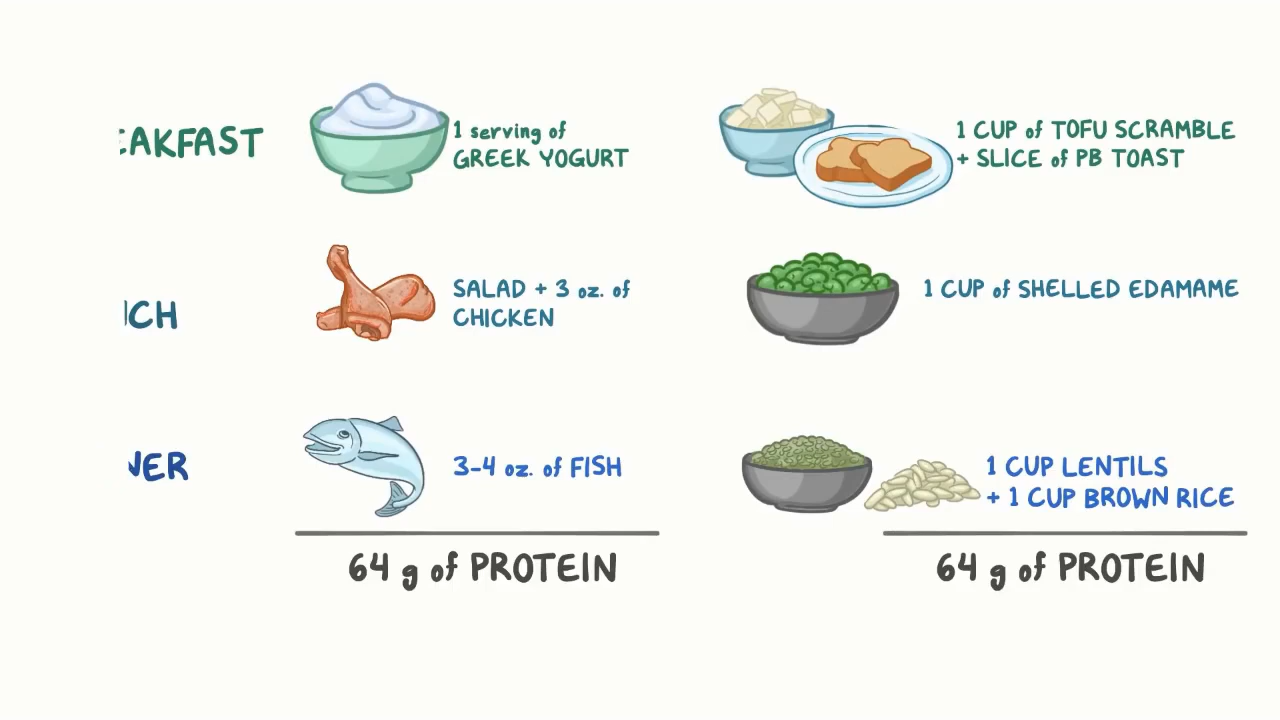 EAKFAST
1 serving of
GREEK YOGURT
1 CUP of TOFU SCRAMBLE
+ SLICE of PB TOAST
ICH
SALAD + 3 oz. of
CHICKEN
1 CUP of SHELLED EDAMAME
NER
3-4 oz. of FISH
1 CUP LENTILS
+ 1 CUP BROWN RICE
64 g of PROTEIN
64 g of PROTEIN